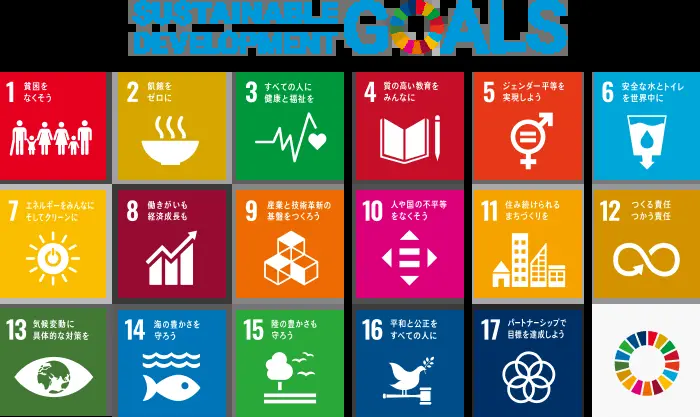 SUSTAINABLE
DEVELOPMENT
GOALS
1 貧困を
なくそう
2 飢餓を
ゼロに
3 すべての人に
健康と福祉を
4 質の高い教育を
みんなに
5 ジェンダー平等を
実現しよう
6 安全な水とトイレ
を世界中に
7 エネルギーをみんなに
そしてクリーンに
8 働きがいも
経済成長も
9 産業と技術革新の
基盤をつくろう
10 人や国の不平等
をなくそう
11 住み続けられる
まちづくりを
12 つくる責任
つかう責任
13 気候変動に
具体的な対策を
14 海の豊かさを
守ろう
15 陸の豊かさも
守ろう
16 平和と公正を
すべての人に
17 パートナーシップで
目標を達成しよう